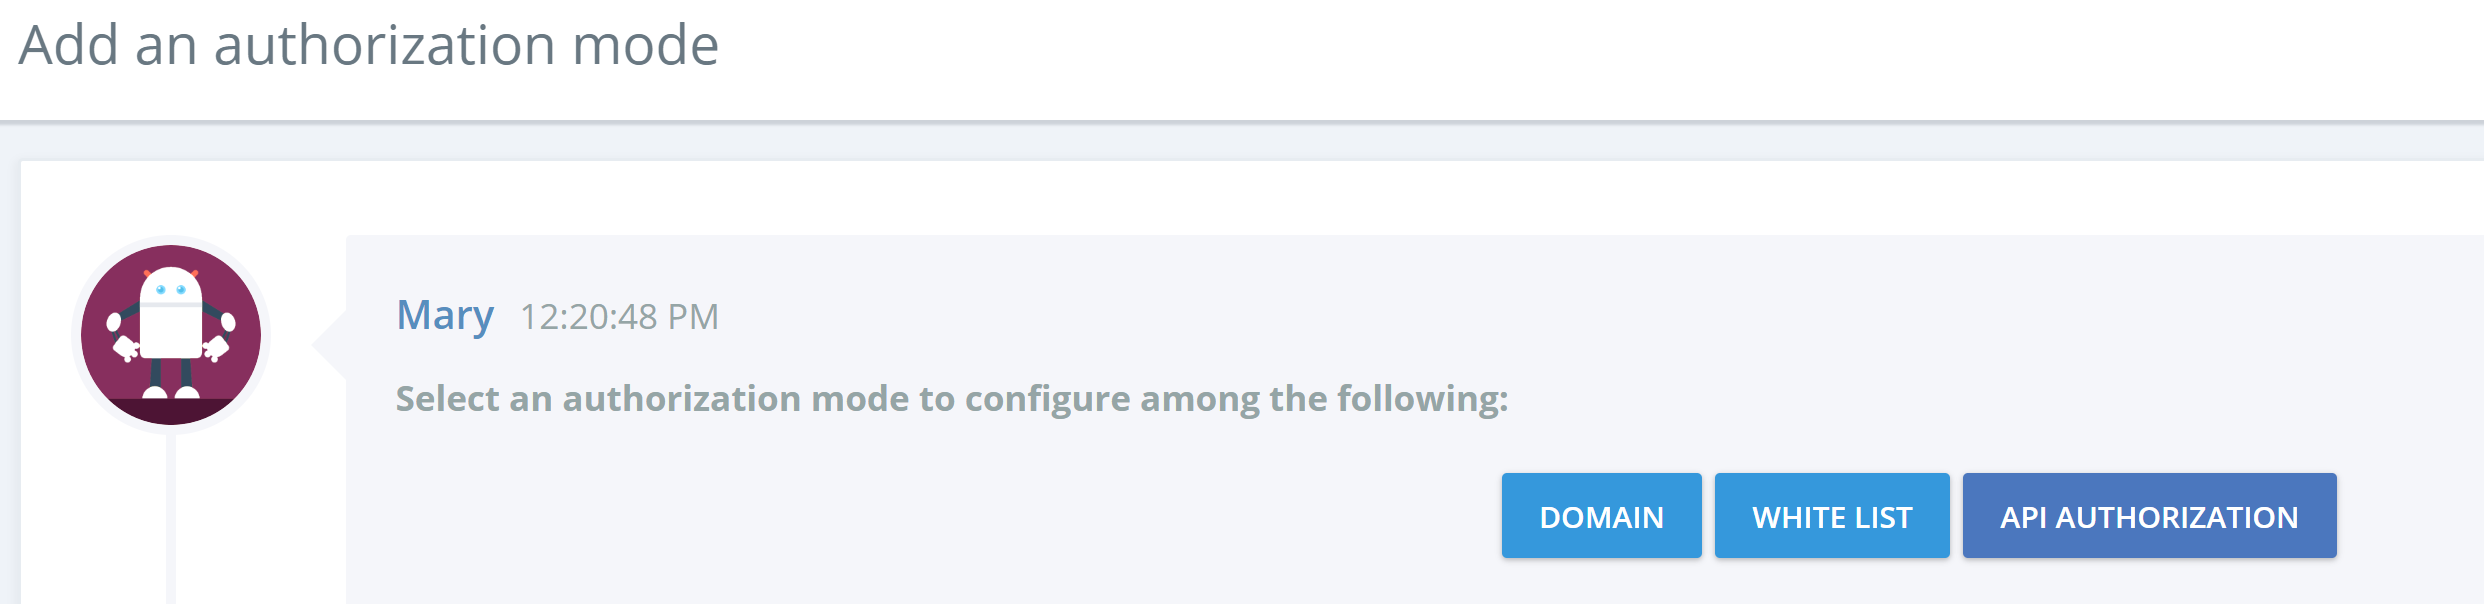 Add an authorization mode
Mary 12:20:48 PM
Select an authorization mode to configure among the following:
DOMAIN WHITE LIST API AUTHORIZATION